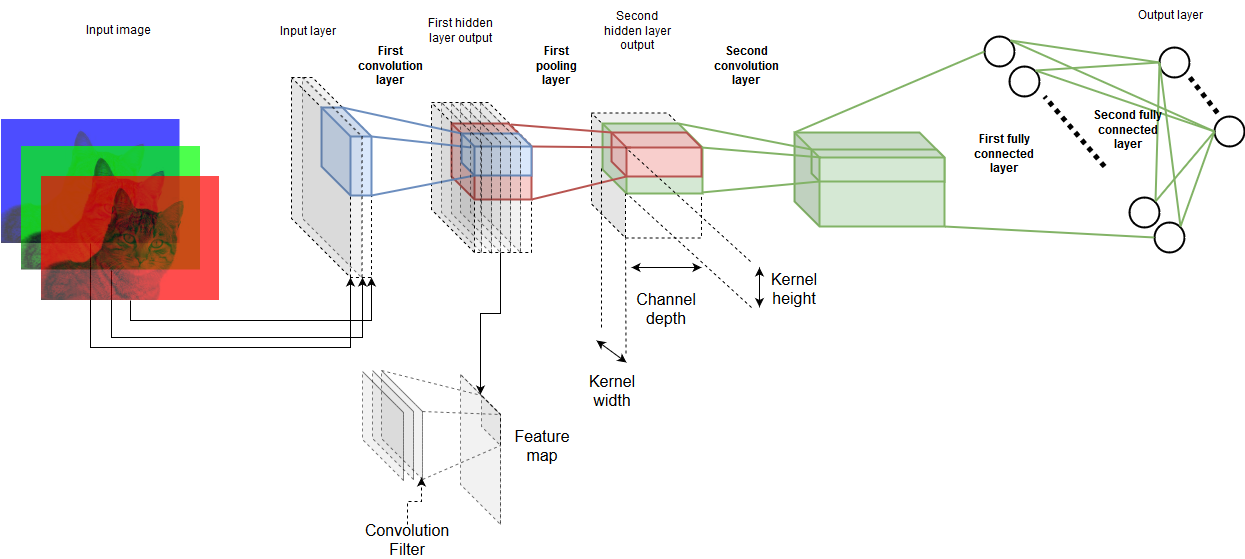 Input image
Input layer
First hidden
layer output
Second
hidden layer
output
Output layer
First
convolution
layer
First
pooling
layer
Second
convolution
layer
First fully
connected
layer
Second fully
connected
layer
Channel
depth
Kernel
height
Kernel
width
Feature
map
Convolution
Filter